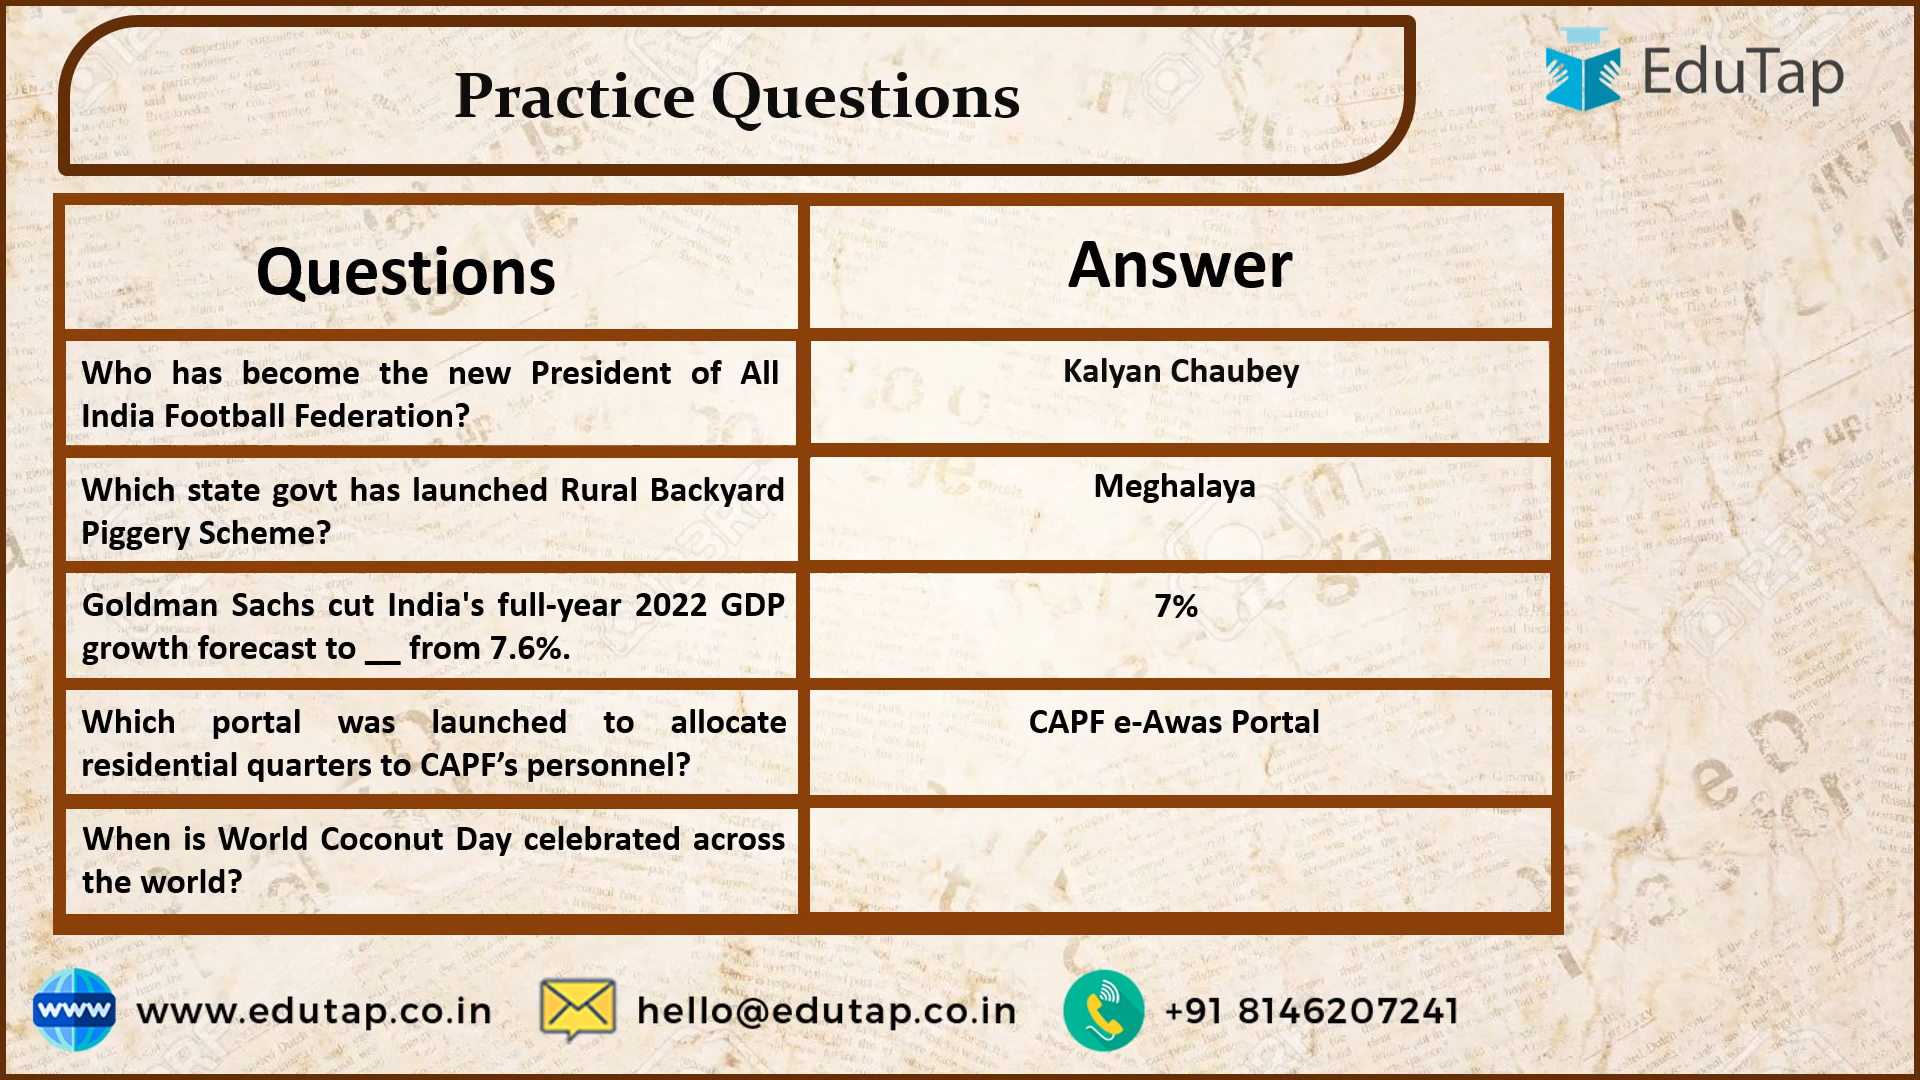 Practice Questions
EduTap
Questions
Answer
Who has become the new President of All
India Football Federation?
Kalyan Chaubey
Which state govt has launched Rural Backyard
Piggery Scheme?
Meghalaya
Goldman Sachs cut India's full-year 2022 GDP
growth forecast to __ from 7.6%.
7%
Which portal was launched to allocate
residential quarters to CAPF’s personnel?
CAPF e-Awas Portal
When is World Coconut Day celebrated across
the world?
www
www.edutap.co.in
hello@edutap.co.in
+91 8146207241